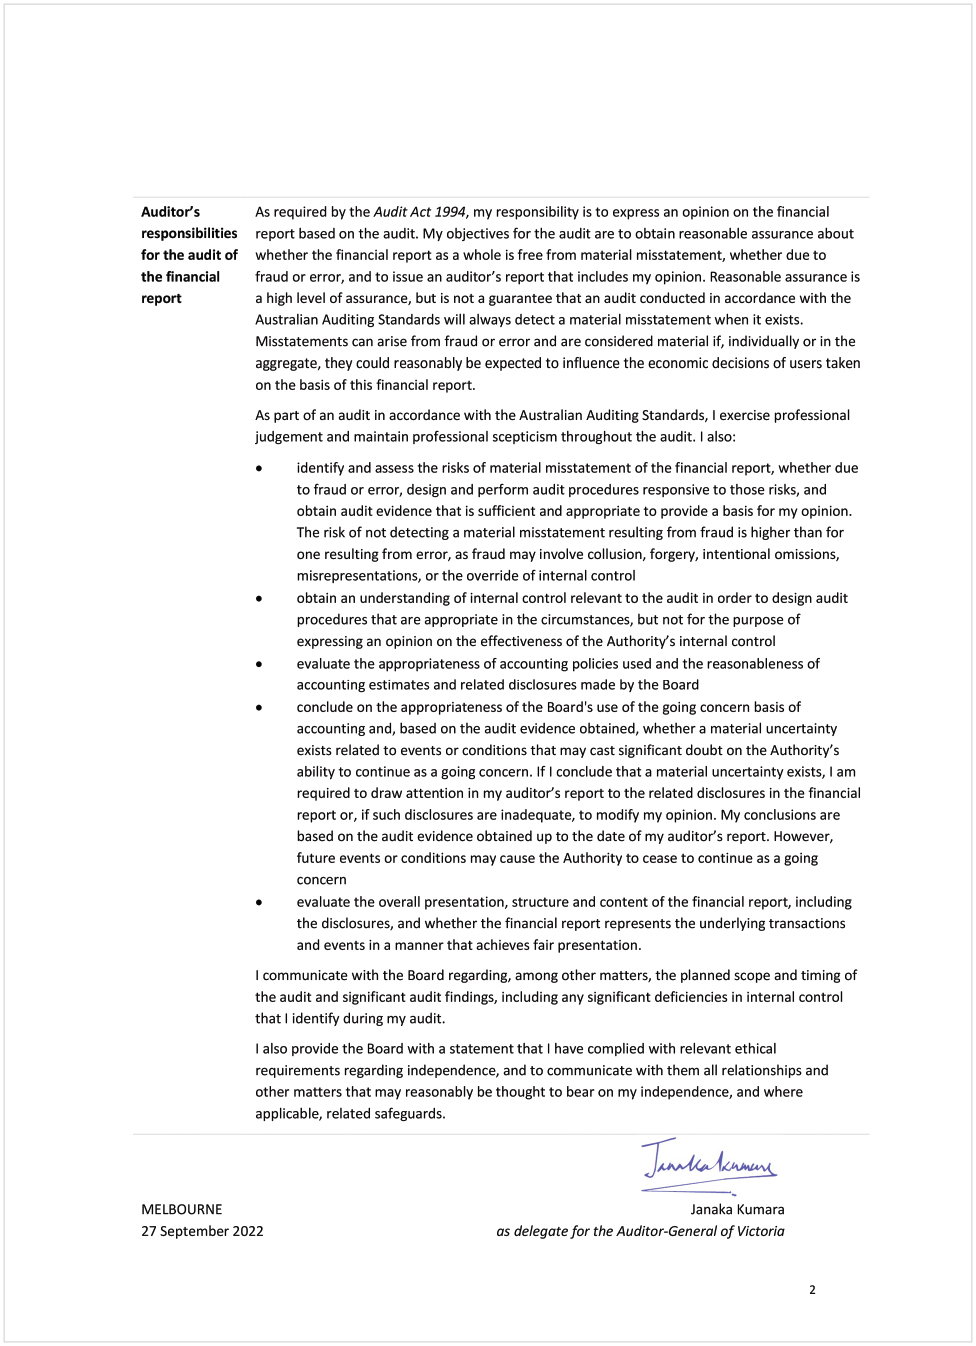 Auditor's
responsibilities
for the audit of
the financial
report
As required by the Audit Act 1994, my responsibility is to express an opinion on the financial
report based on the audit. My objectives for the audit are to obtain reasonable assurance about
whether the financial report as a whole is free from material misstatement, whether due to
fraud or error, and to issue an auditor's report that includes my opinion. Reasonable assurance is
a high level of assurance, but is not a guarantee that an audit conducted in accordance with the
Australian Auditing Standards will always detect a material misstatement when it exists.
Misstatements can arise from fraud or error and are considered material if, individually or in the
aggregate, they could reasonably be expected to influence the economic decisions of users taken
on the basis of this financial report.
As part of an audit in accordance with the Australian Auditing Standards, I exercise professional
judgement and maintain professional scepticism throughout the audit. I also:
• identify and assess the risks of material misstatement of the financial report, whether due
to fraud or error, design and perform audit procedures responsive to those risks, and
obtain audit evidence that is sufficient and appropriate to provide a basis for my opinion.
The risk of not detecting a material misstatement resulting from fraud is higher than for
one resulting from error, as fraud may involve collusion, forgery, intentional omissions,
misrepresentations, or the override of internal control
• obtain an understanding of internal control relevant to the audit in order to design audit
procedures that are appropriate in the circumstances, but not for the purpose of
expressing an opinion on the effectiveness of the Authority's internal control
• evaluate the appropriateness of accounting policies used and the reasonableness of
accounting estimates and related disclosures made by the Board
• conclude on the appropriateness of the Board's use of the going concern basis of
accounting and, based on the audit evidence obtained, whether a material uncertainty
exists related to events or conditions that may cast significant doubt on the Authority's
ability to continue as a going concern. If I conclude that a material uncertainty exists, I am
required to draw attention in my auditor's report to the related disclosures in the financial
report or, if such disclosures are inadequate, to modify my opinion. My conclusions are
based on the audit evidence obtained up to the date of my auditor's report. However,
future events or conditions may cause the Authority to cease to continue as a going
concern
• evaluate the overall presentation, structure and content of the financial report, including
the disclosures, and whether the financial report represents the underlying transactions
and events in a manner that achieves fair presentation.
I communicate with the Board regarding, among other matters, the planned scope and timing of
the audit and significant audit findings, including any significant deficiencies in internal control
that I identify during my audit.
I also provide the Board with a statement that I have complied with relevant ethical
requirements regarding independence, and to communicate with them all relationships and
other matters that may reasonably be thought to bear on my independence, and where
applicable, related safeguards.
Janaka Kumara
MELBOURNE
27 September 2022
Janaka Kumara
as delegate for the Auditor-General of Victoria
2